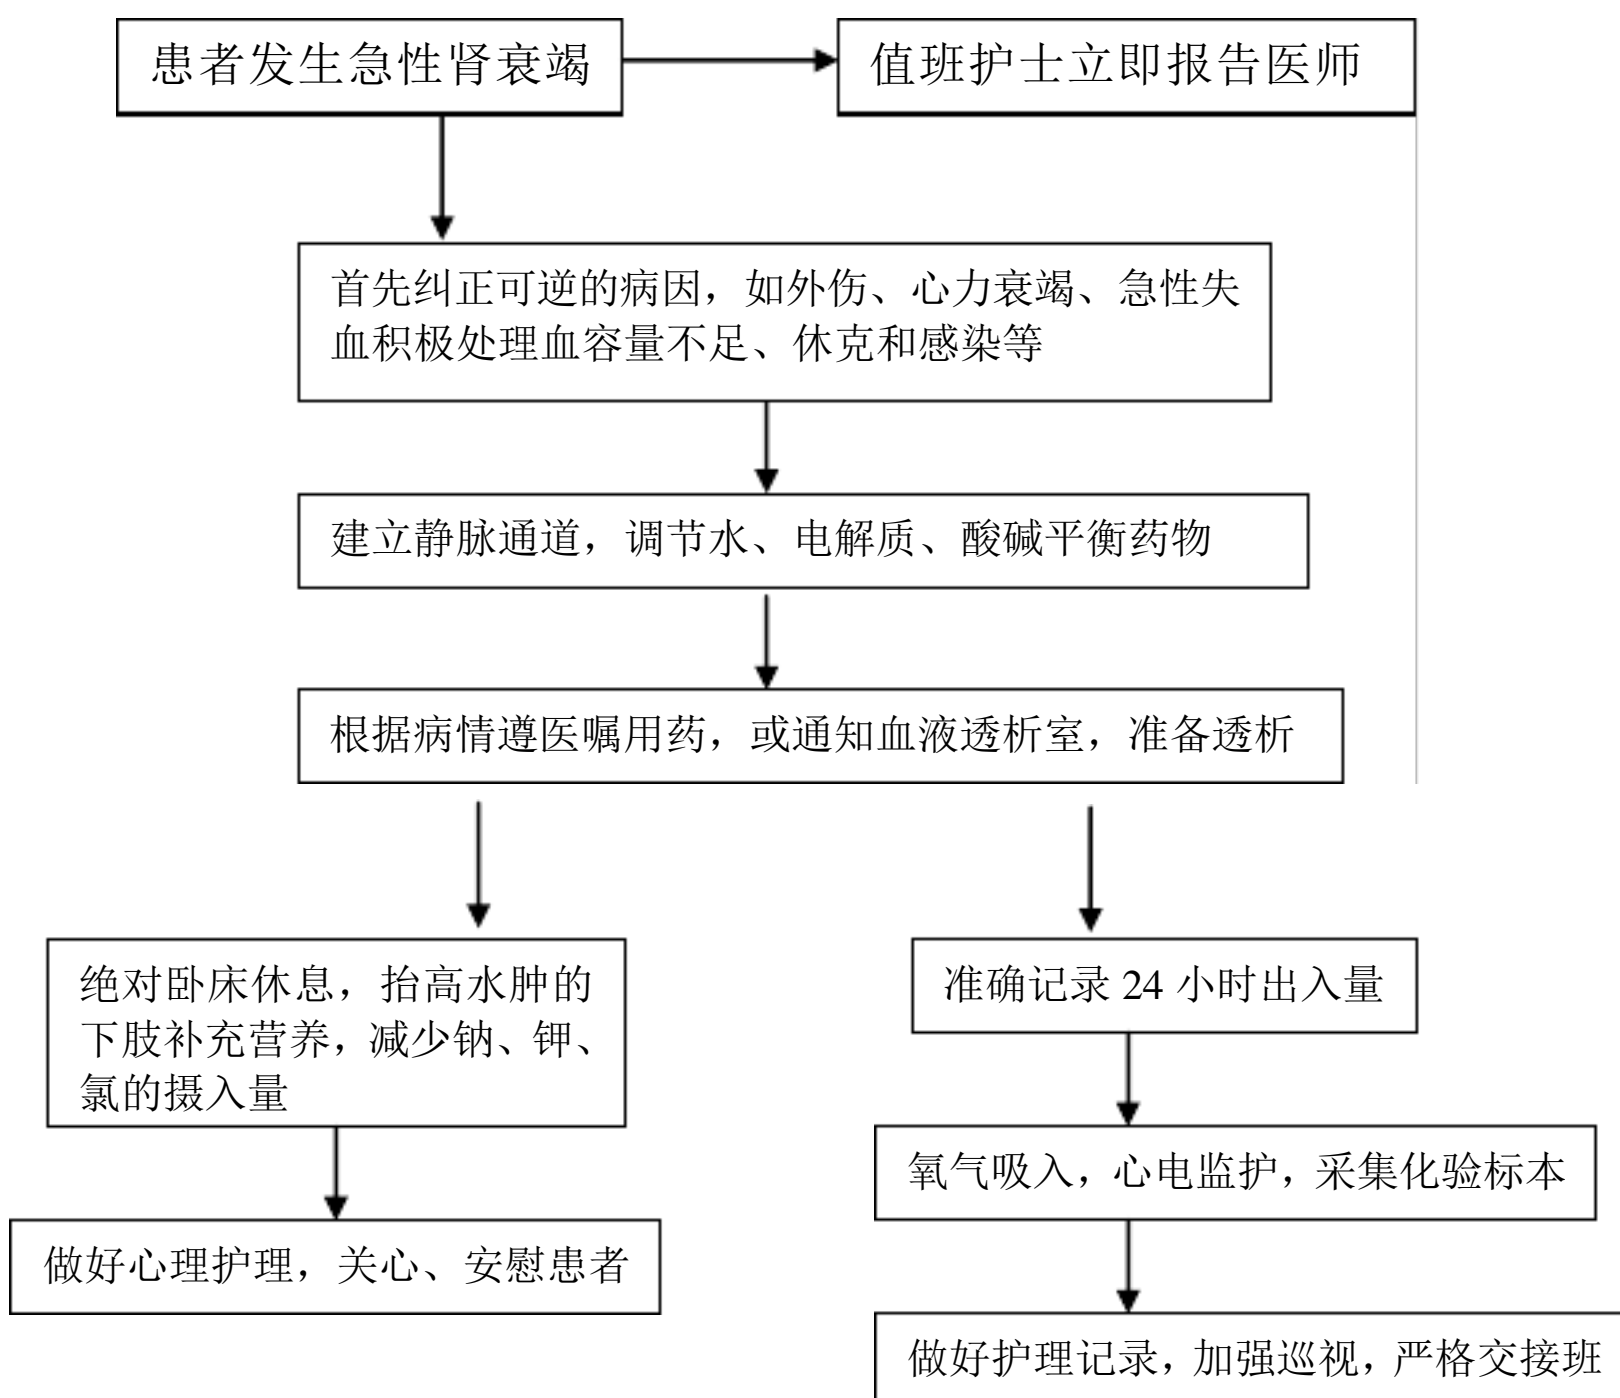 患者发生急性肾衰竭
值班护士立即报告医师
首先纠正可逆的病因，如外伤、心力衰竭、急性失
血积极处理血容量不足、休克和感染等
建立静脉通道，调节水、电解质、酸碱平衡药物
根据病情遵医嘱用药，或通知血液透析室，准备透析
绝对卧床休息，抬高水肿的
下肢补充营养，减少钠、钾、
氯的摄入量
做好心理护理，关心、安慰患者
准确记录 24 小时出入量
氧气吸入，心电监护，采集化验标本
做好护理记录，加强巡视，严格交接班